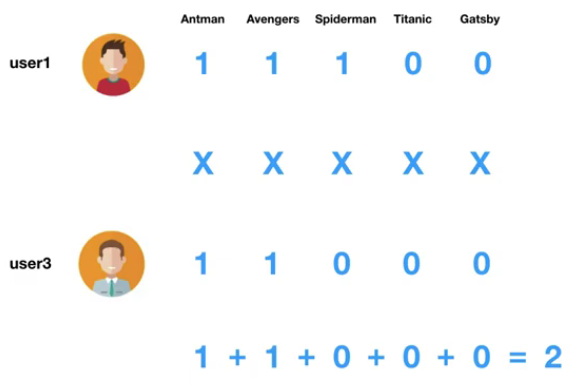 Antman Avengers Spiderman Titanic Gatsby
user1 1 1 1 0 0
X X X X X
user3 1 1 0 0 0
1 + 1 + 0 + 0 + 0 = 2